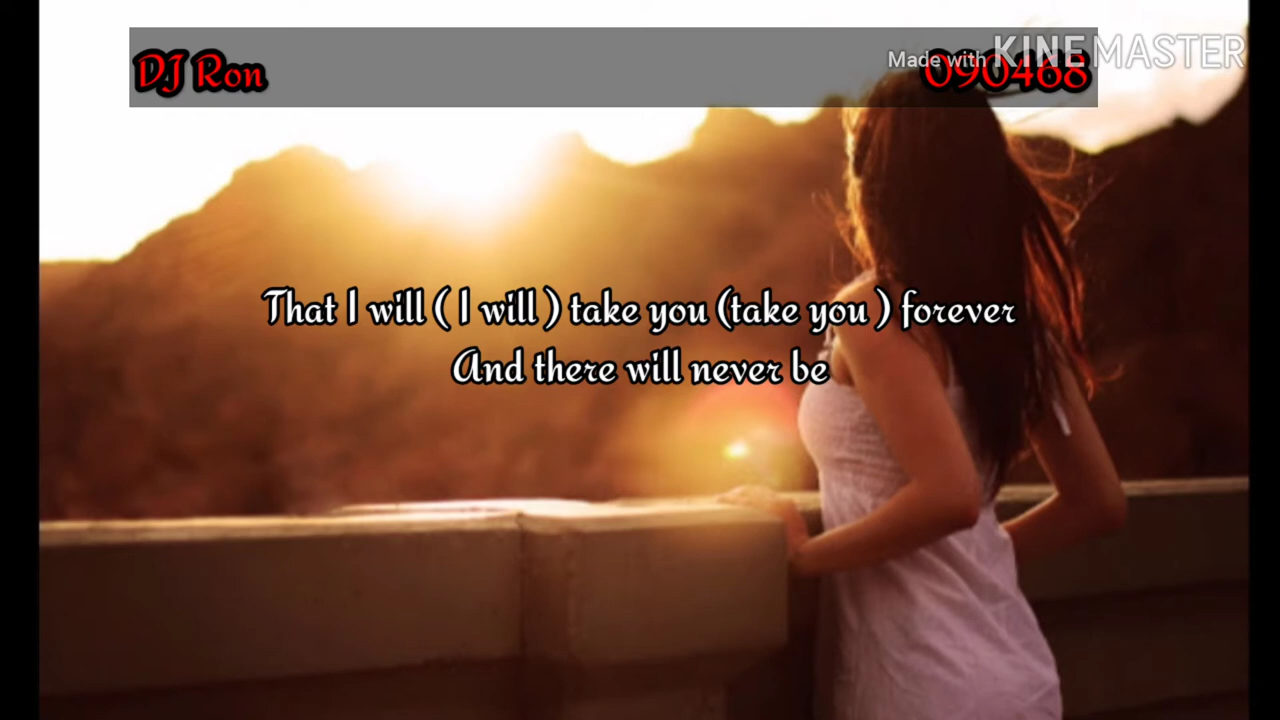 DJ Ron
090468
Made with KINEMASTER
That I will ( I will ) take you (take you ) forever
And there will never be